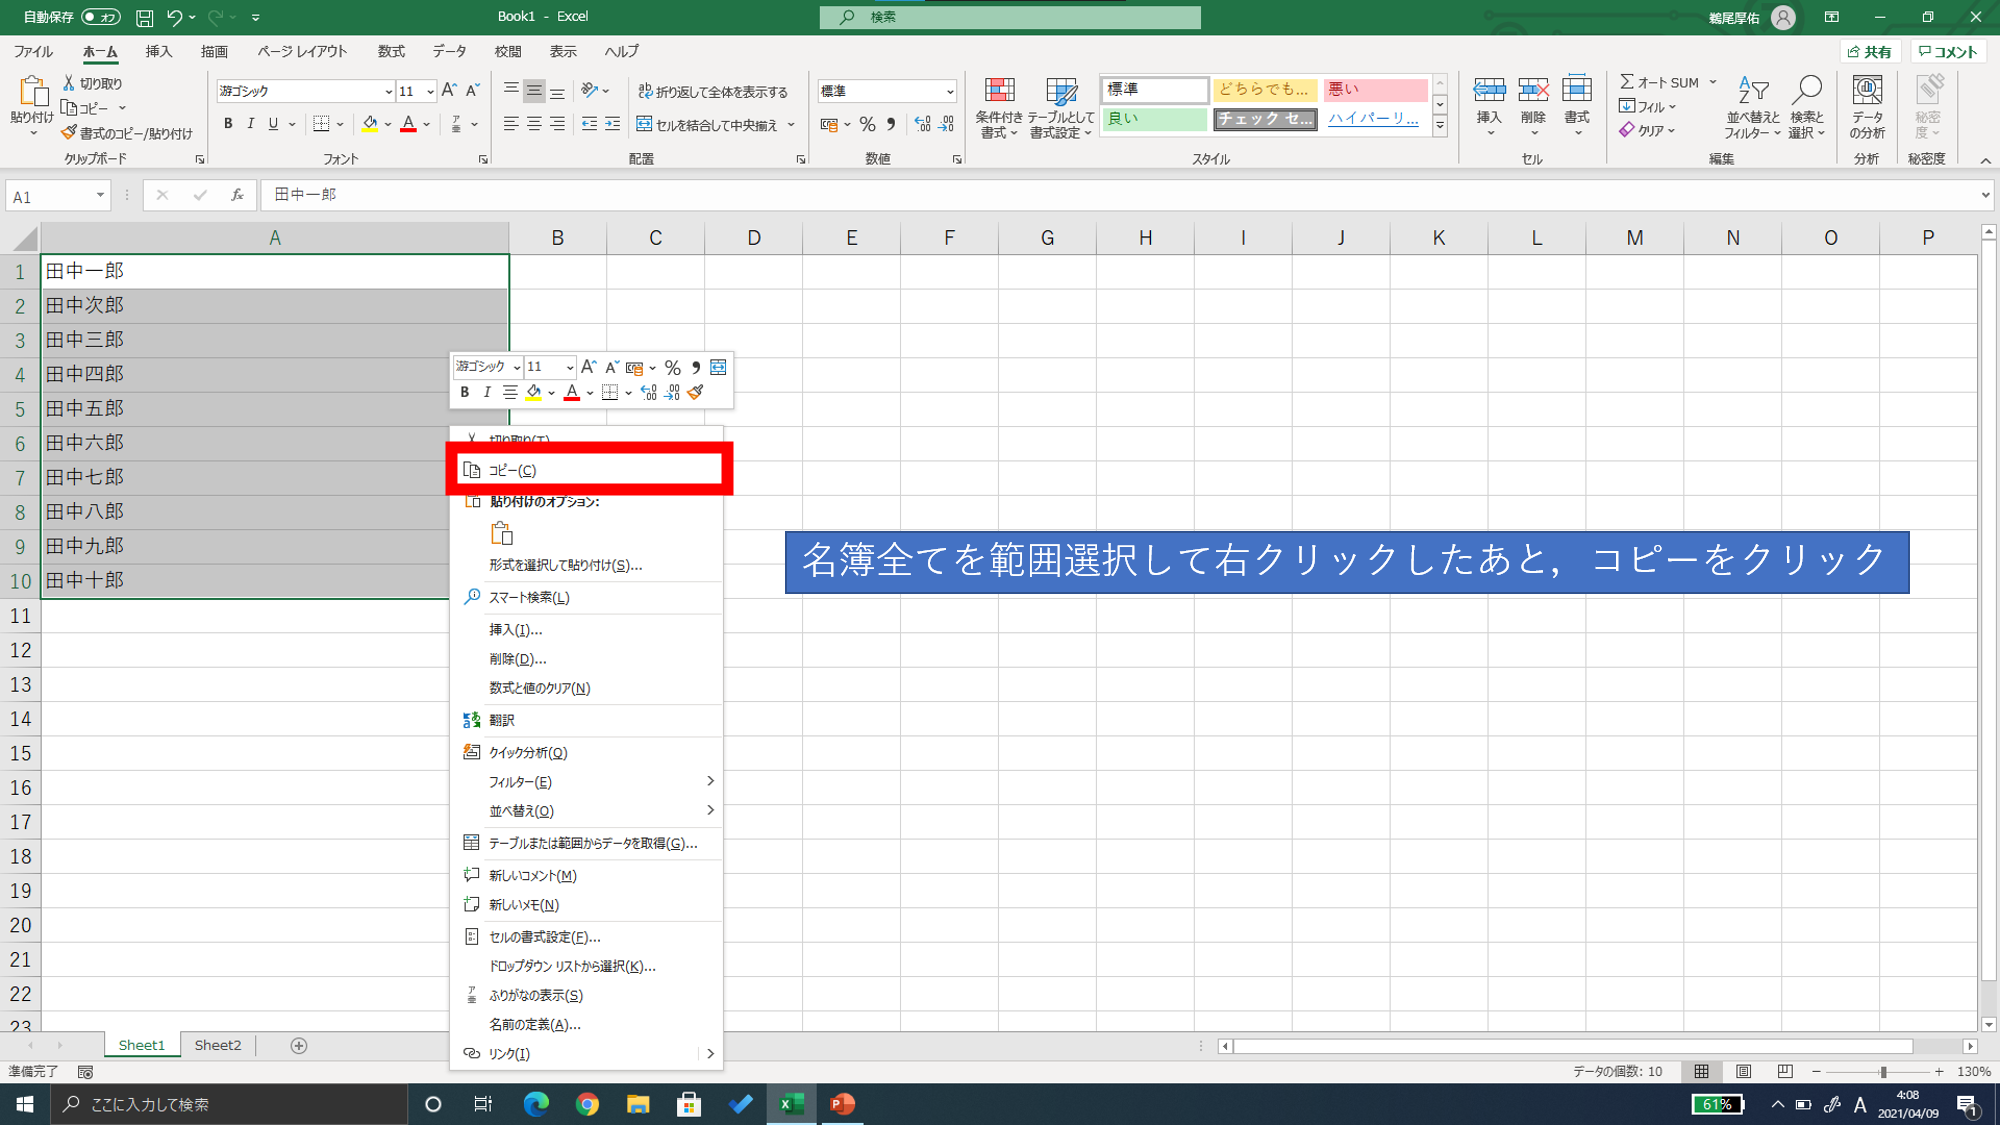 自動保存 オフ Book1 - Excel 検索 鵜尾厚佑
ファイル ホーム 挿入 描画 ページ レイアウト 数式 データ 校閲 表示 ヘルプ 共有 コメント
貼り付け 切り取り コピー 書式のコピー/貼り付け クリップボード
游ゴシック 11 A A B I U A ア亜 フォント
ab 折り返して全体を表示する セルを結合して中央揃え 配置
標準 % 数値
条件付き書式 テーブルとして書式設定 標準 どちらでも... 悪い 良い チェック セ... ハイパーリ... スタイル
挿入 削除 書式 セル
Σ オート SUM フィル クリア 並べ替えとフィルター 検索と選択 編集
データの分析 分析 秘密度 秘密度
A1 fx 田中一郎
A B C D E F G H I J K L M N O P
1 田中一郎
2 田中次郎
3 田中三郎
4 田中四郎
5 田中五郎
6 田中六郎
7 田中七郎
8 田中八郎
9 田中九郎
10 田中十郎
11
12
13
14
15
16
17
18
19
20
21
22
23
游ゴシック 11 A A %
B I A
切り取り(T)
コピー(C)
貼り付けのオプション:
形式を選択して貼り付け(S)...
スマート検索(L)
挿入(I)...
削除(D)...
数式と値のクリア(N)
翻訳
クイック分析(Q)
フィルター(E)
並べ替え(O)
テーブルまたは範囲からデータを取得(G)...
新しいコメント(M)
新しいメモ(N)
セルの書式設定(F)...
ドロップダウン リストから選択(K)...
ふりがなの表示(S)
名前の定義(A)...
リンク(I)
名簿全てを範囲選択して右クリックしたあと，コピーをクリック
Sheet1 Sheet2
準備完了 データの個数: 10 130%
ここに入力して検索 61% A 4:08
2021/04/09 1